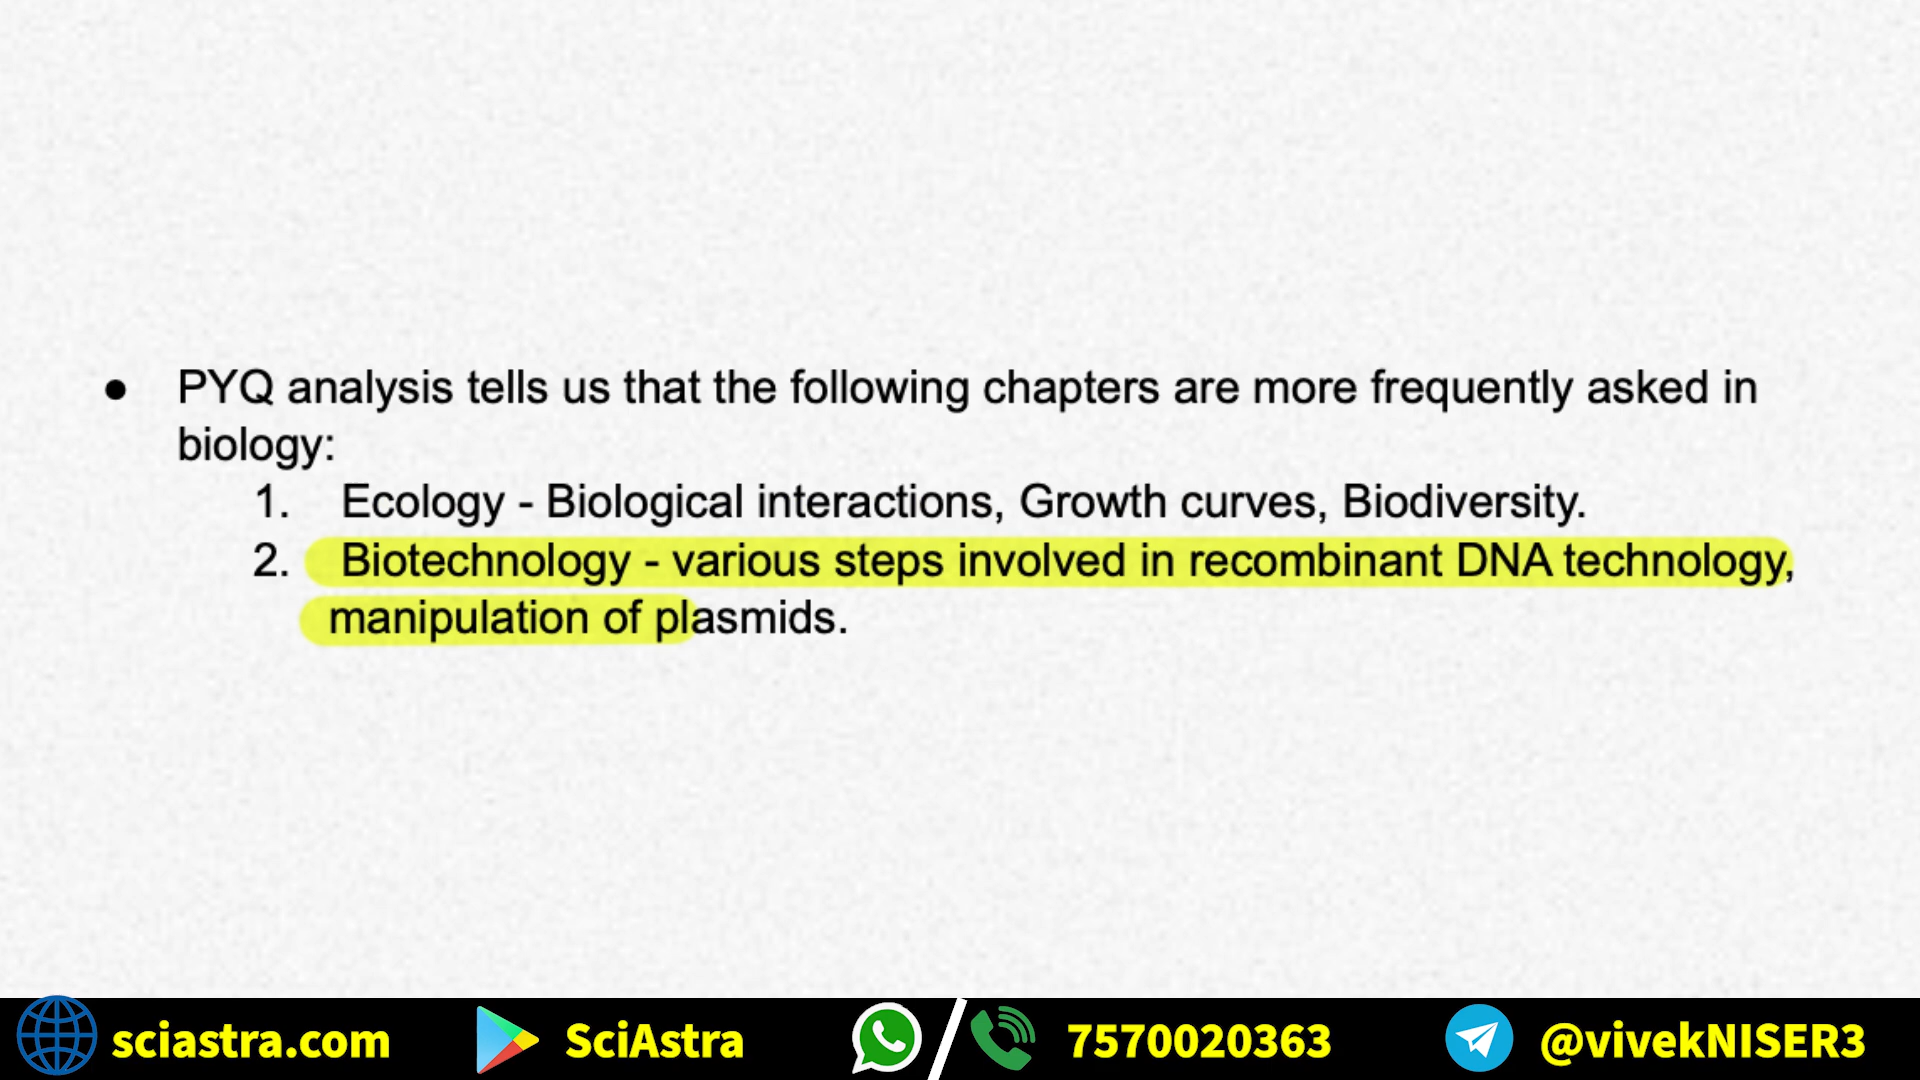 ● PYQ analysis tells us that the following chapters are more frequently asked in
biology:
1. Ecology - Biological interactions, Growth curves, Biodiversity.
2. Biotechnology - various steps involved in recombinant DNA technology,
manipulation of plasmids.
sciastra.com SciAstra 7570020363 @vivekNISER3